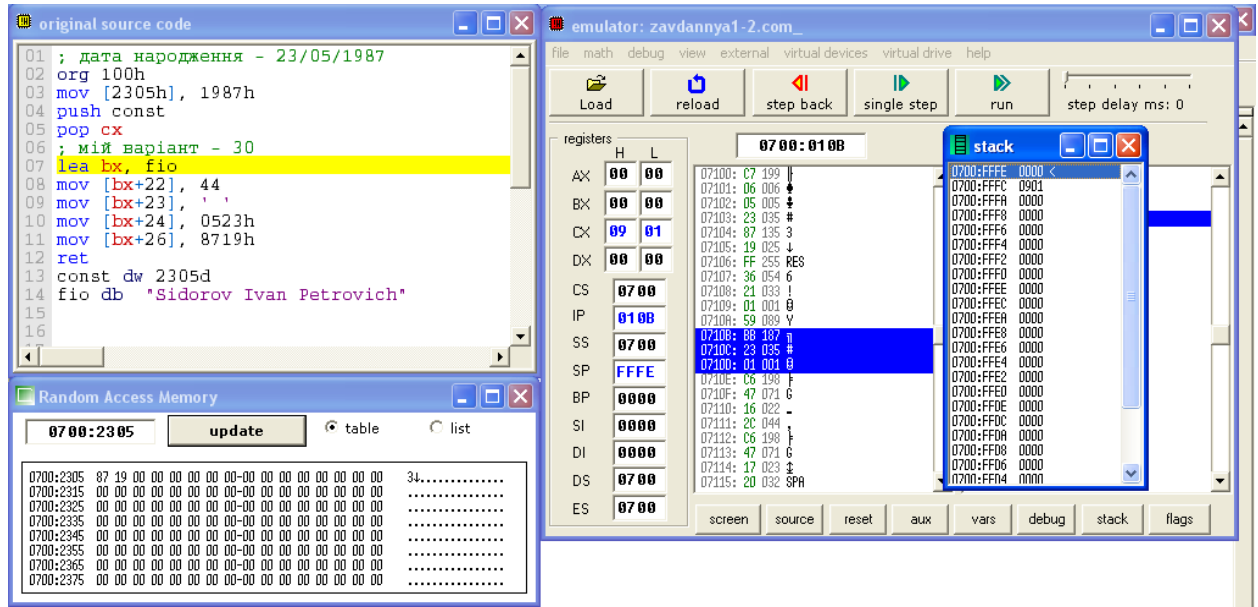 original source code
01 ; дата народження - 23/05/1987
02 org 100h
03 mov [2305h], 1987h
04 push const
05 pop cx
06 ; мій варіант - 30
07 lea bx, fio
08 mov [bx+22], 44
09 mov [bx+23], ' '
10 mov [bx+24], 0523h
11 mov [bx+26], 8719h
12 ret
13 const dw 2305d
14 fio db "Sidorov Ivan Petrovich"
15
16
Random Access Memory
0700:2305 update table list
0700:2305 87 19 00 00 00 00 00 00-00 00 00 00 00 00 00 00 3↓..............
0700:2315 00 00 00 00 00 00 00 00-00 00 00 00 00 00 00 00 ................
0700:2325 00 00 00 00 00 00 00 00-00 00 00 00 00 00 00 00 ................
0700:2335 00 00 00 00 00 00 00 00-00 00 00 00 00 00 00 00 ................
0700:2345 00 00 00 00 00 00 00 00-00 00 00 00 00 00 00 00 ................
0700:2355 00 00 00 00 00 00 00 00-00 00 00 00 00 00 00 00 ................
0700:2365 00 00 00 00 00 00 00 00-00 00 00 00 00 00 00 00 ................
0700:2375 00 00 00 00 00 00 00 00-00 00 00 00 00 00 00 00 ................
emulator: zavdannya1-2.com_
file math debug view external virtual devices virtual drive help
Load reload step back single step run step delay ms: 0
registers
H L
AX 00 00
BX 00 00
CX 09 01
DX 00 00
CS 0700
IP 010B
SS 0700
SP FFFE
BP 0000
SI 0000
DI 0000
DS 0700
ES 0700
0700:010B
07100: C7 199 ╟
07101: 06 006 ♠
07102: 05 005 ♣
07103: 23 035 #
07104: 87 135 З
07105: 19 025 ↓
07106: FF 255 RES
07107: 36 054 6
07108: 21 033 !
07109: 01 001 ☺
0710A: 59 089 Y
0710B: BB 187 ╗
0710C: 23 035 #
0710D: 01 001 ☺
0710E: C6 198 ╞
0710F: 47 071 G
07110: 16 022 ▬
07111: 2C 044 ,
07112: C6 198 ╞
07113: 47 071 G
07114: 17 023 ↨
07115: 20 032 SPA
stack
0700:FFFE 0000 <
0700:FFFC 0901
0700:FFFA 0000
0700:FFF8 0000
0700:FFF6 0000
0700:FFF4 0000
0700:FFF2 0000
0700:FFF0 0000
0700:FFEE 0000
0700:FFEC 0000
0700:FFEA 0000
0700:FFE8 0000
0700:FFE6 0000
0700:FFE4 0000
0700:FFE2 0000
0700:FFE0 0000
0700:FFDE 0000
0700:FFDC 0000
0700:FFDA 0000
0700:FFD8 0000
0700:FFD6 0000
0700:FFD4 0000
screen source reset aux vars debug stack flags